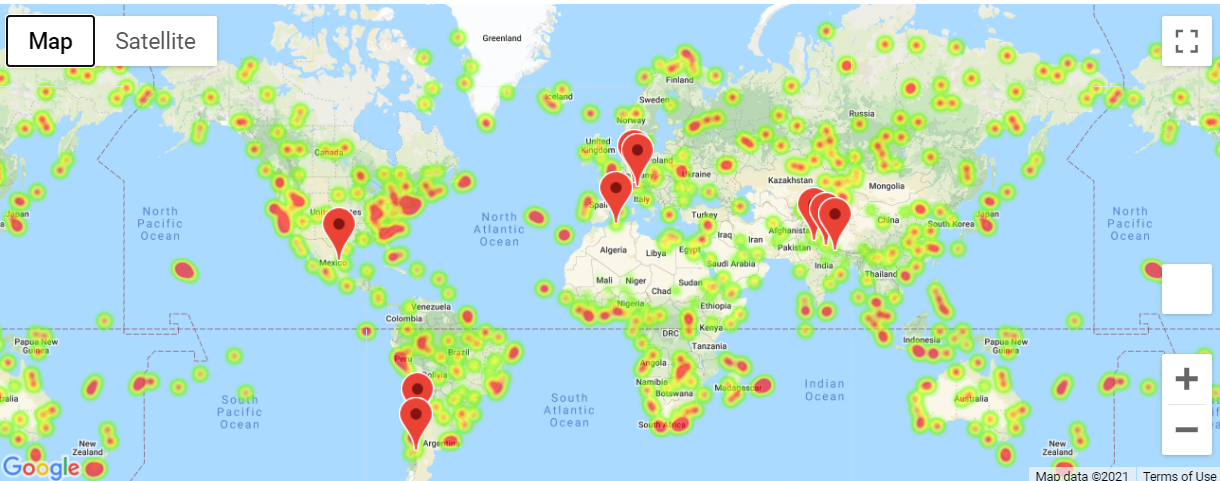 Map
Satellite
Greenland
Iceland
Finland
Sweden
Norway
Russia
Canada
United
Kingdom
Ukraine
Kazakhstan
Mongolia
Spain
Italy
Turkey
China
South Korea
Japan
Japan
North
Pacific
Ocean
North
Atlantic
Ocean
North
Pacific
Ocean
Mexico
Algeria
Libya
Egypt
Iraq
Iran
Afghanistan
Pakistan
Saudi Arabia
India
Thailand
Mali
Niger
Chad
Sudan
Nigeria
Ethiopia
Venezuela
Colombia
DRC
Kenya
Tanzania
Indonesia
Papua New
Guinea
Papua New
Guinea
Peru
Brazil
Bolivia
Angola
Namibia
Botswana
Madagascar
South
Pacific
Ocean
South
Atlantic
Ocean
Indian
Ocean
Australia
South Africa
Argentina
New
Zealand
New
Zealand
Google
Map data ©2021
Terms of Use